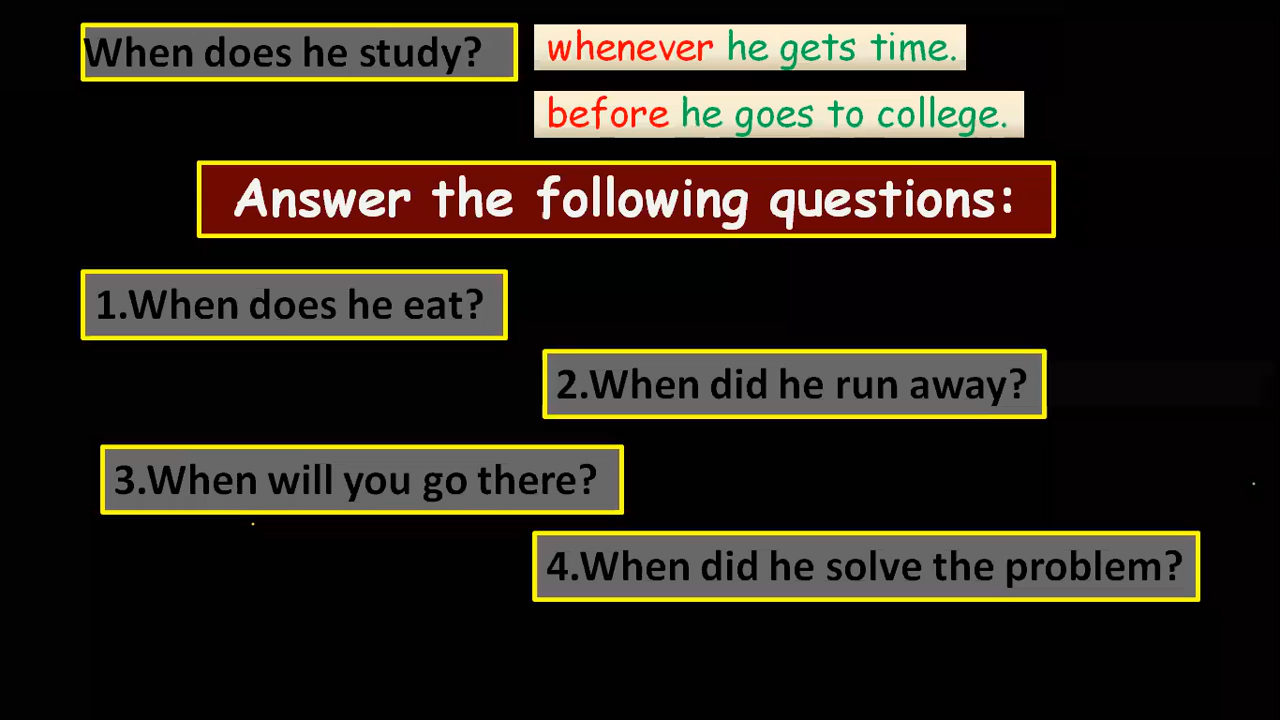 When does he study?
whenever he gets time.
before he goes to college.
Answer the following questions:
1.When does he eat?
2.When did he run away?
3.When will you go there?
4.When did he solve the problem?